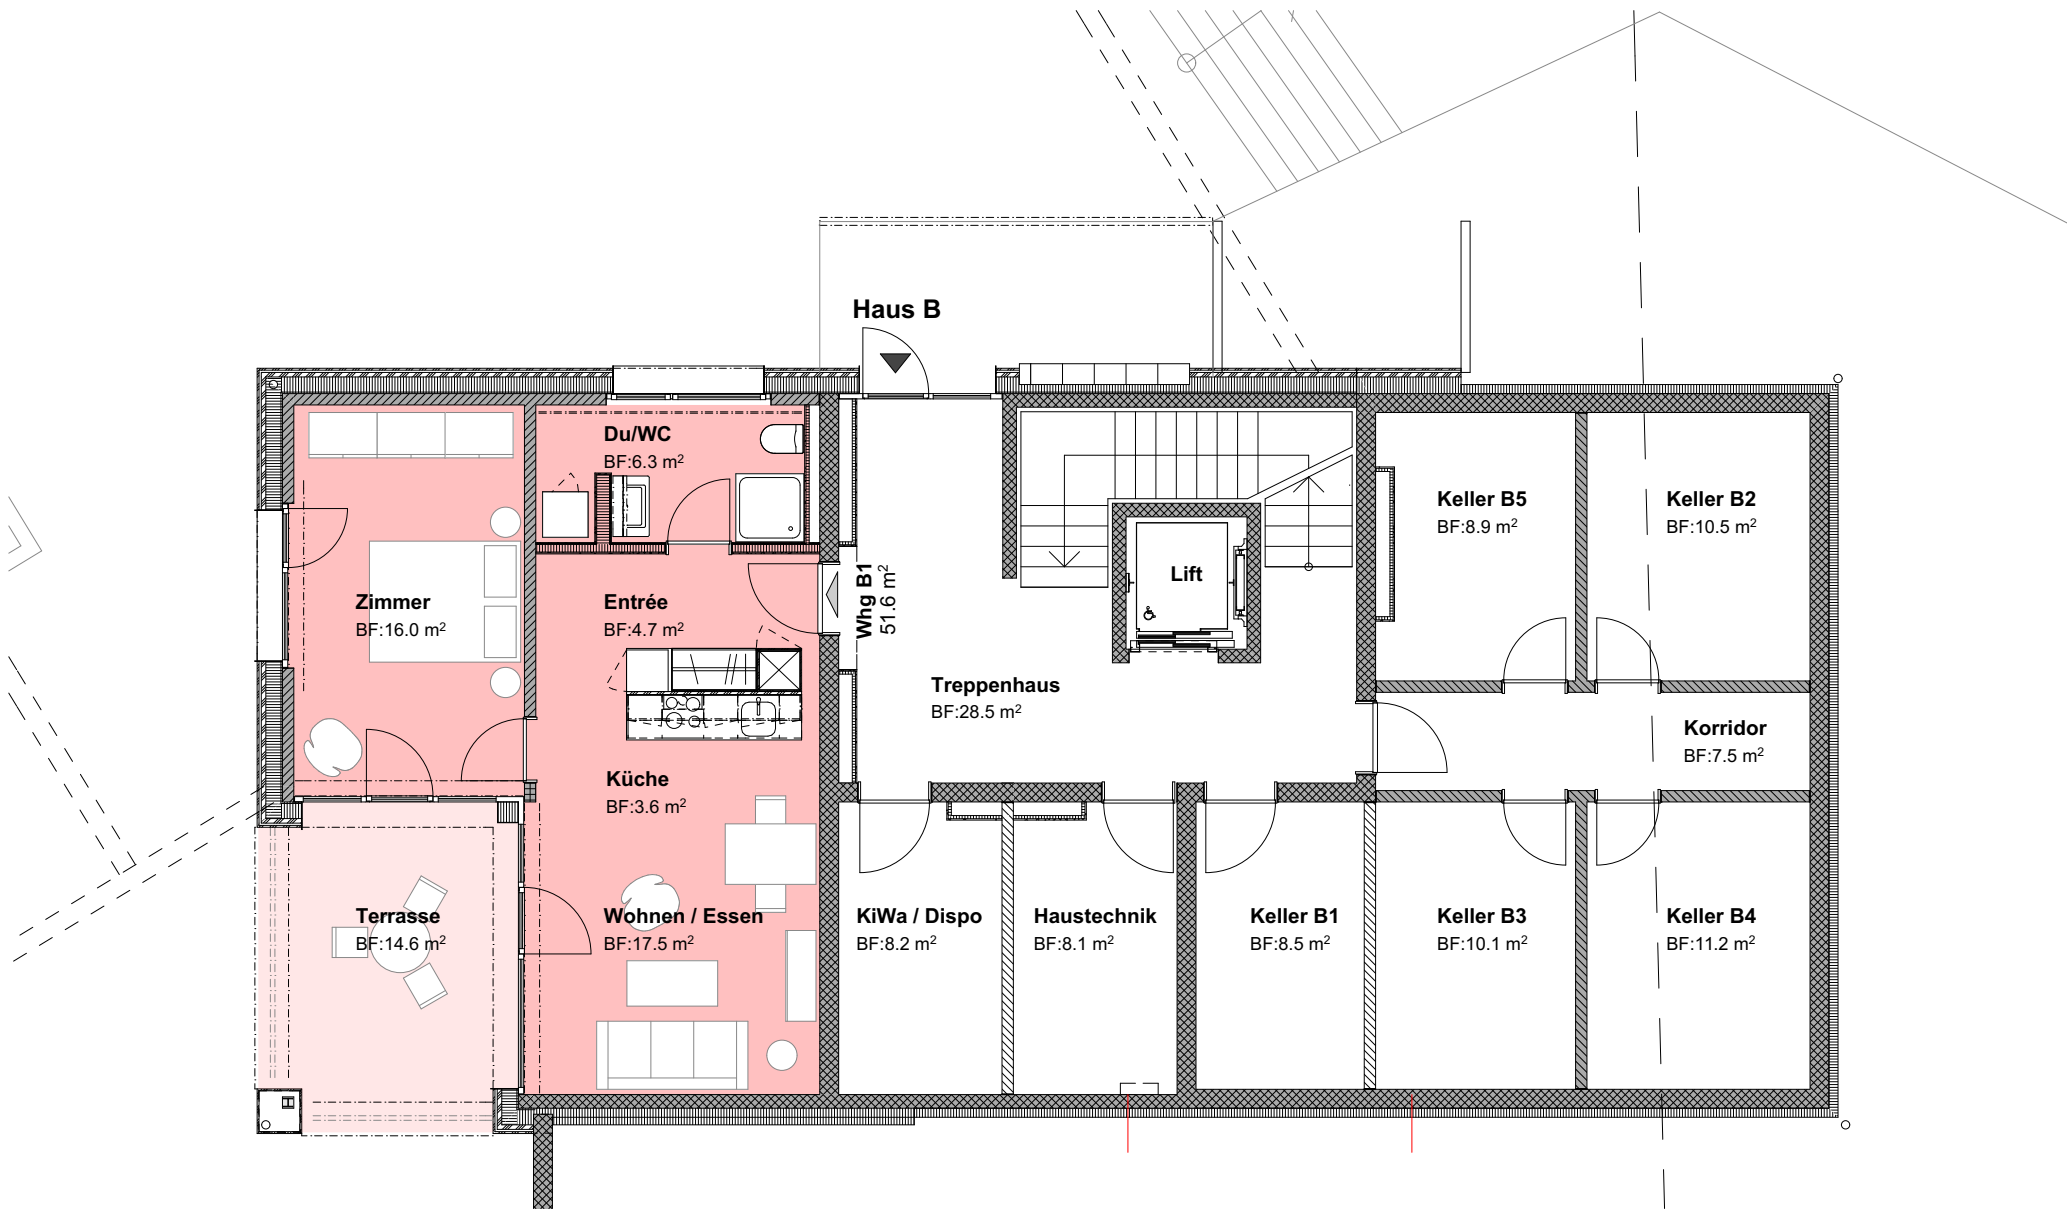 Haus B
Du/WC
BF:6.3 m²
Zimmer
BF:16.0 m²
Entrée
BF:4.7 m²
Whg B1
51.6 m²
Lift
Keller B5
BF:8.9 m²
Keller B2
BF:10.5 m²
Treppenhaus
BF:28.5 m²
Korridor
BF:7.5 m²
Küche
BF:3.6 m²
Terrasse
BF:14.6 m²
Wohnen / Essen
BF:17.5 m²
KiWa / Dispo
BF:8.2 m²
Haustechnik
BF:8.1 m²
Keller B1
BF:8.5 m²
Keller B3
BF:10.1 m²
Keller B4
BF:11.2 m²